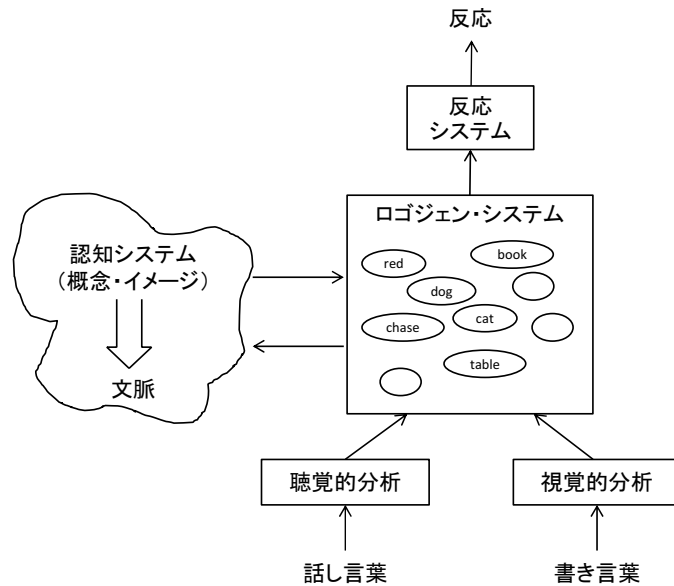 反応
反応
システム
ロゴジェン・システム
認知システム
（概念・イメージ）
文脈
red
book
dog
chase
cat
table
聴覚的分析
視覚的分析
話し言葉
書き言葉